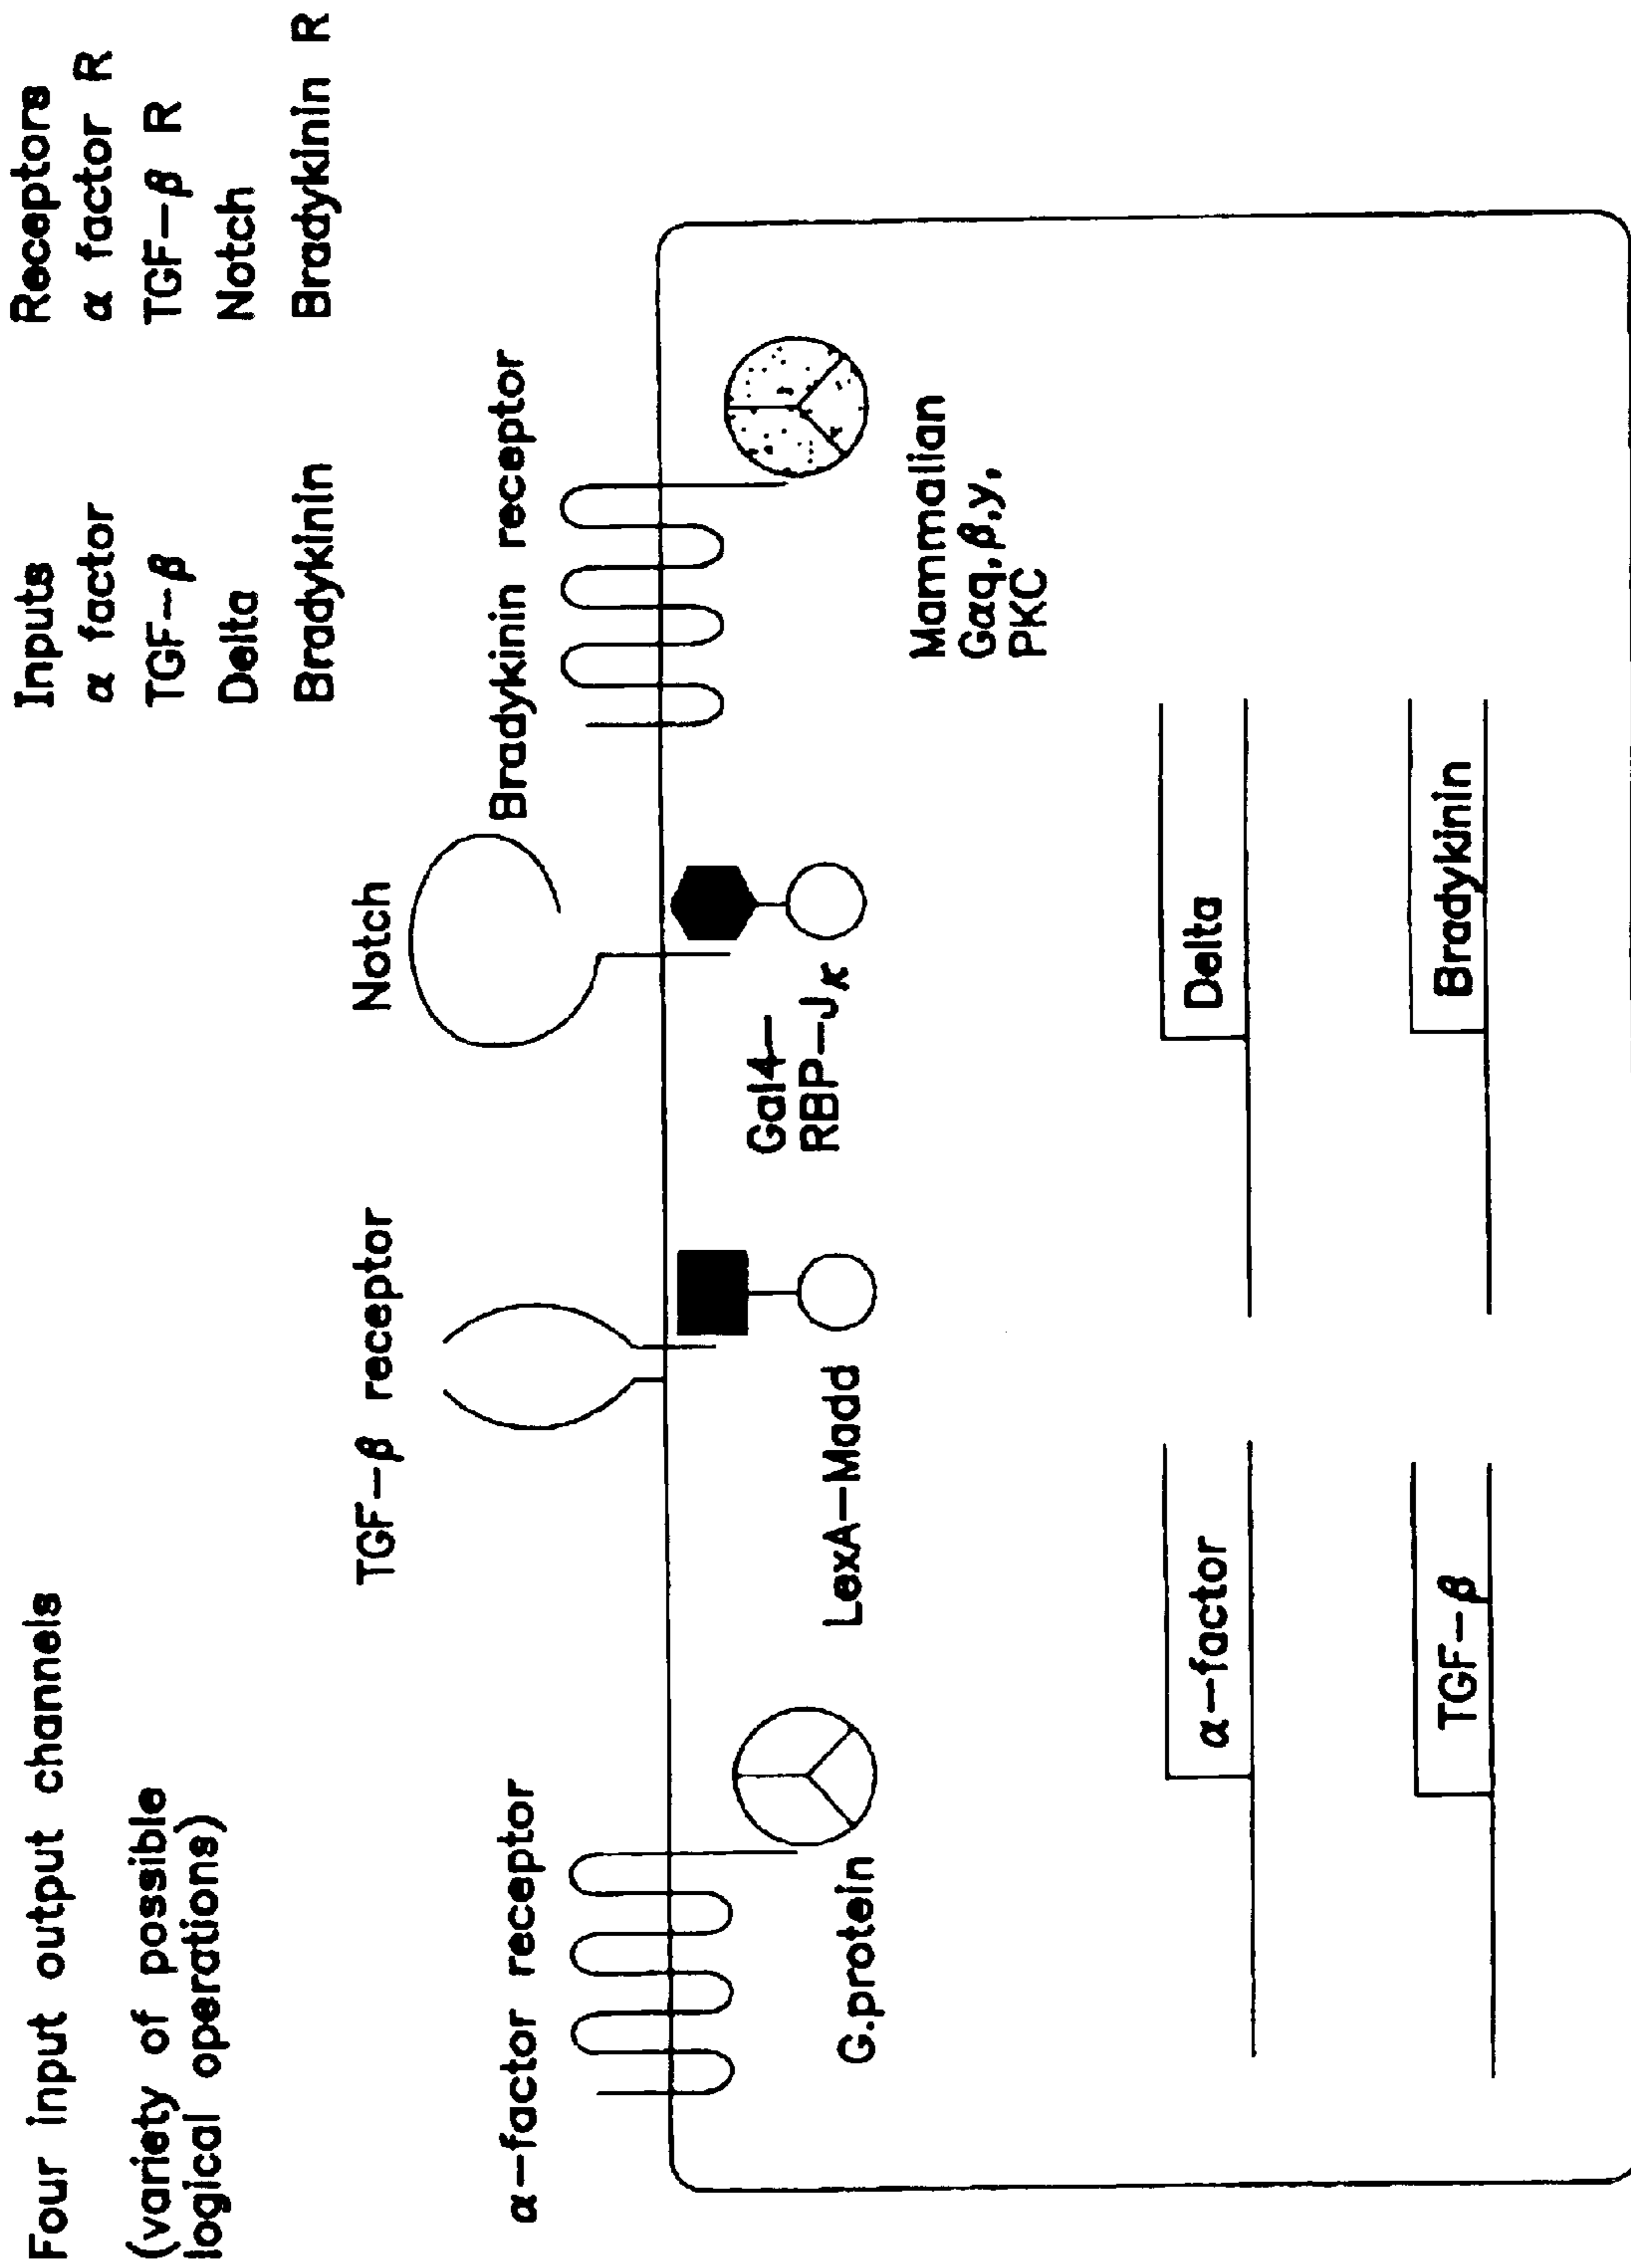 Four input output channels
(variety of possible
logical operations)
Inputs
α factor
TGF–β
Delta
Bradykinin
Receptors
α factor R
TGF–β R
Notch
Bradykinin R
α–factor receptor
TGF–β receptor
Notch
Bradykinin receptor
G.protein
LexA–Madd
Gal4–
RBP–Jκ
Mammalian
Gαq,β,y,
PKC
α–factor
Delta
TGF–β
Bradykinin